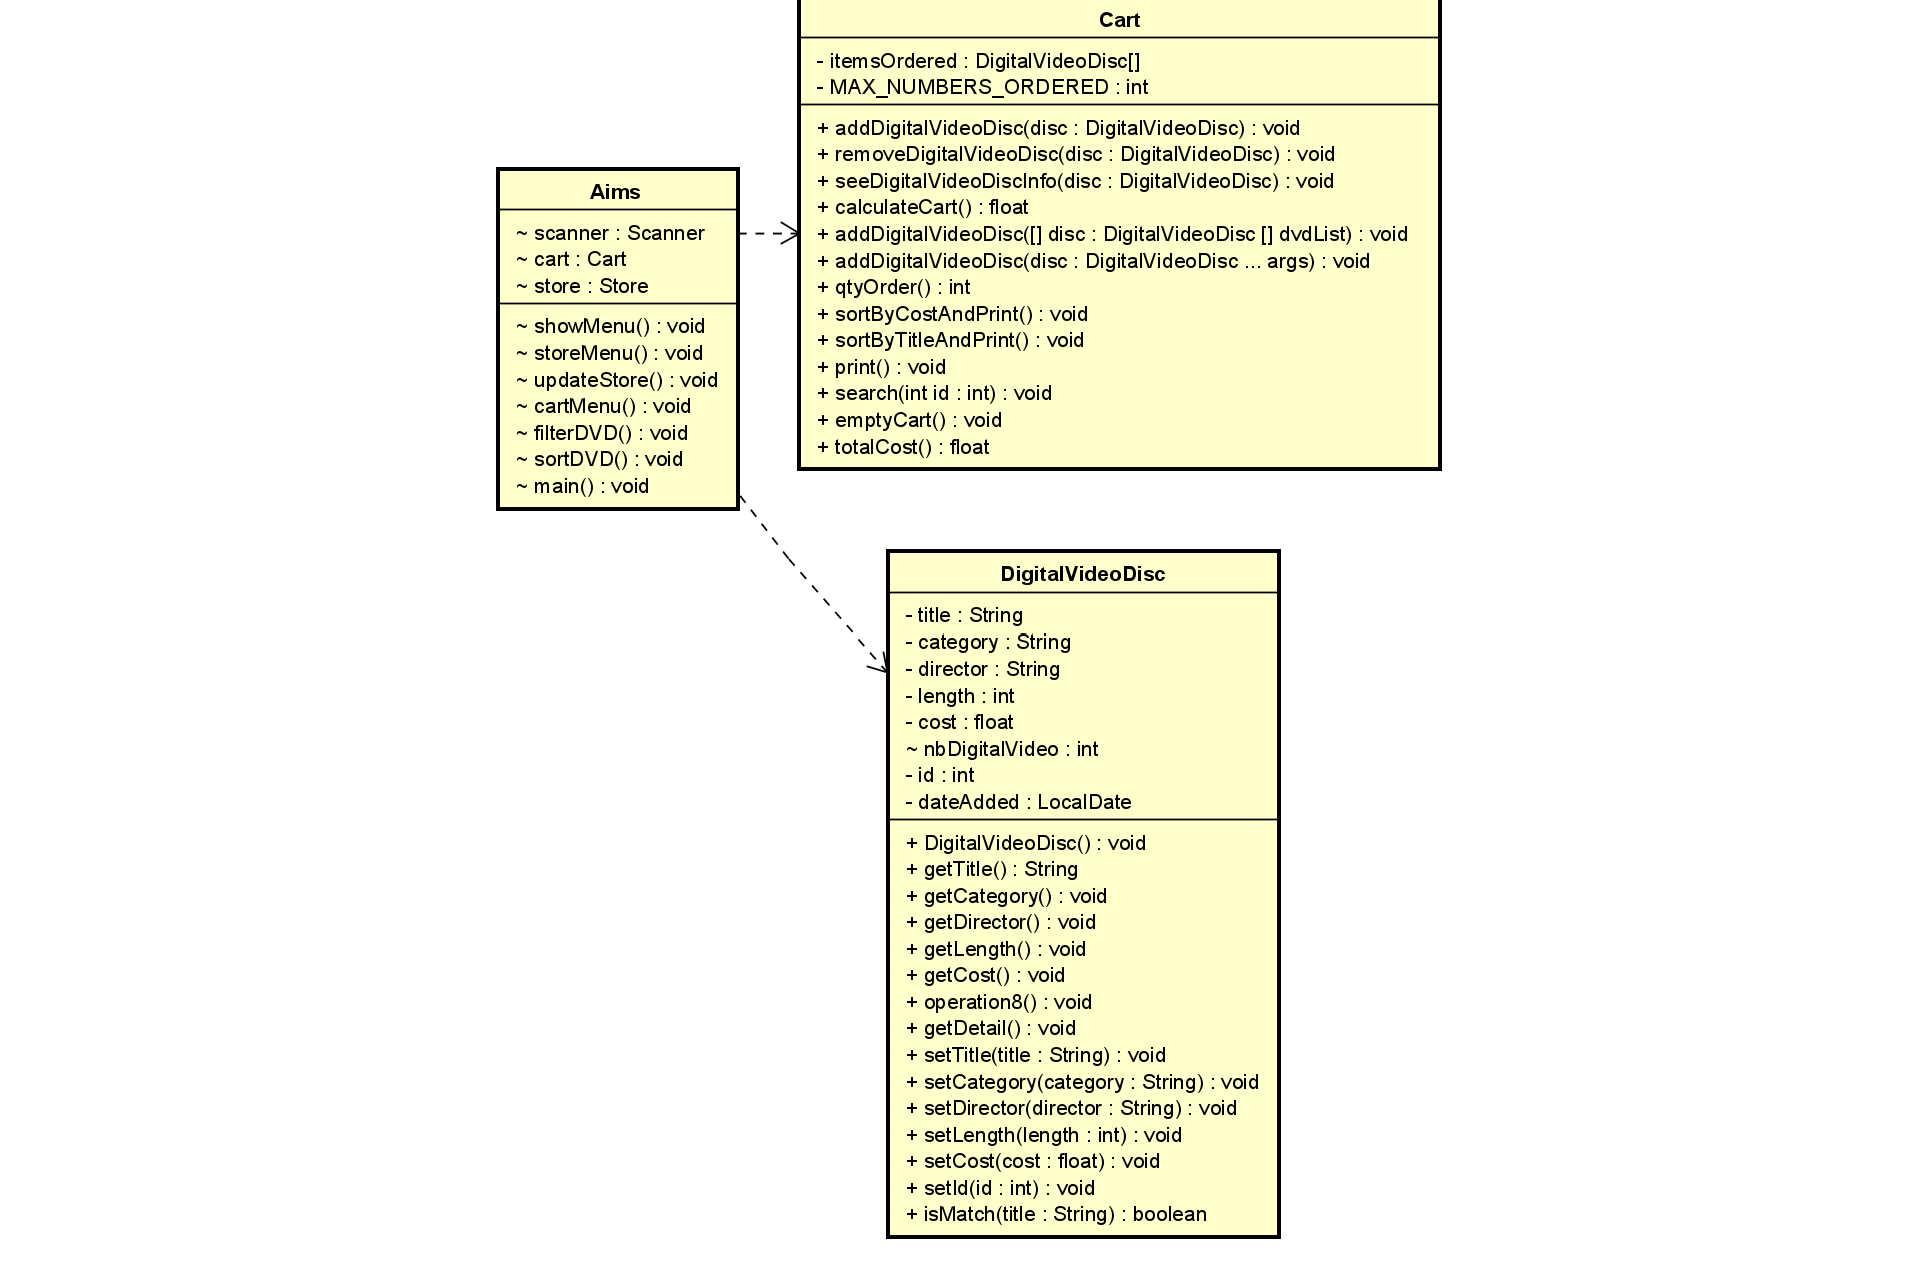 Cart
- itemsOrdered : DigitalVideoDisc[]
- MAX_NUMBERS_ORDERED : int
+ addDigitalVideoDisc(disc : DigitalVideoDisc) : void
+ removeDigitalVideoDisc(disc : DigitalVideoDisc) : void
+ seeDigitalVideoDiscInfo(disc : DigitalVideoDisc) : void
+ calculateCart() : float
+ addDigitalVideoDisc([] disc : DigitalVideoDisc [] dvdList) : void
+ addDigitalVideoDisc(disc : DigitalVideoDisc ... args) : void
+ qtyOrder() : int
+ sortByCostAndPrint() : void
+ sortByTitleAndPrint() : void
+ print() : void
+ search(int id : int) : void
+ emptyCart() : void
+ totalCost() : float
Aims
~ scanner : Scanner
~ cart : Cart
~ store : Store
~ showMenu() : void
~ storeMenu() : void
~ updateStore() : void
~ cartMenu() : void
~ filterDVD() : void
~ sortDVD() : void
~ main() : void
DigitalVideoDisc
- title : String
- category : String
- director : String
- length : int
- cost : float
~ nbDigitalVideo : int
- id : int
- dateAdded : LocalDate
+ DigitalVideoDisc() : void
+ getTitle() : String
+ getCategory() : void
+ getDirector() : void
+ getLength() : void
+ getCost() : void
+ operation8() : void
+ getDetail() : void
+ setTitle(title : String) : void
+ setCategory(category : String) : void
+ setDirector(director : String) : void
+ setLength(length : int) : void
+ setCost(cost : float) : void
+ setId(id : int) : void
+ isMatch(title : String) : boolean